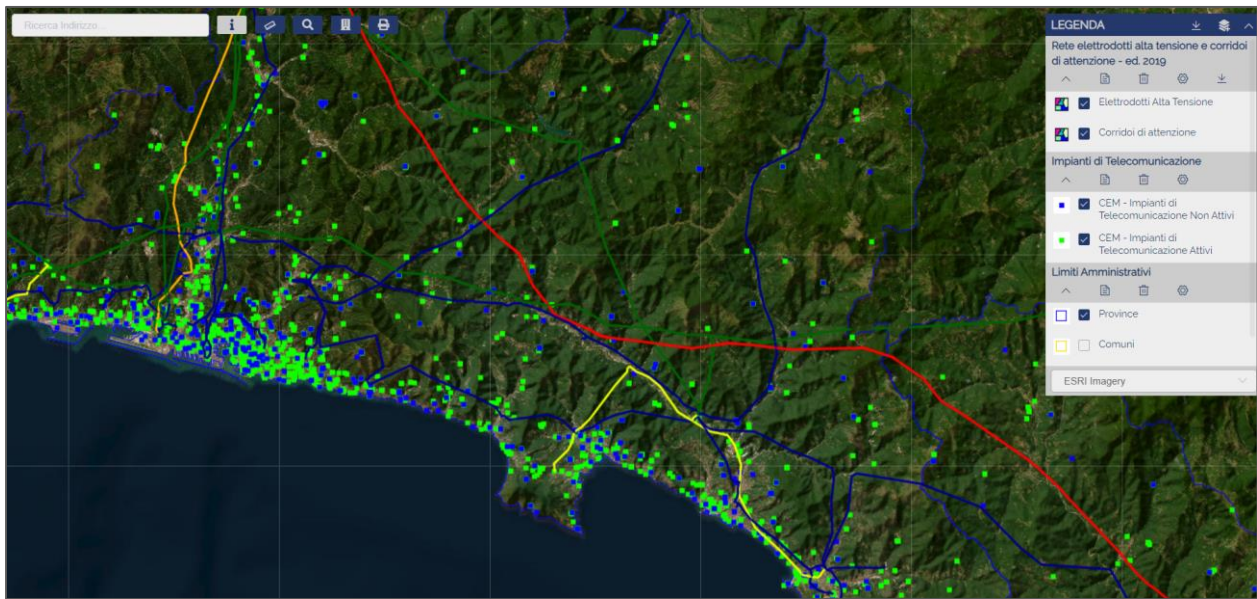 Ricerca Indirizzo...
i
LEGENDA
Rete elettrodotti alta tensione e corridoi
di attenzione - ed. 2019
Elettrodotti Alta Tensione
Corridoi di attenzione
Impianti di Telecomunicazione
CEM - Impianti di
Telecomunicazione Non Attivi
CEM - Impianti di
Telecomunicazione Attivi
Limiti Amministrativi
Province
Comuni
ESRI Imagery